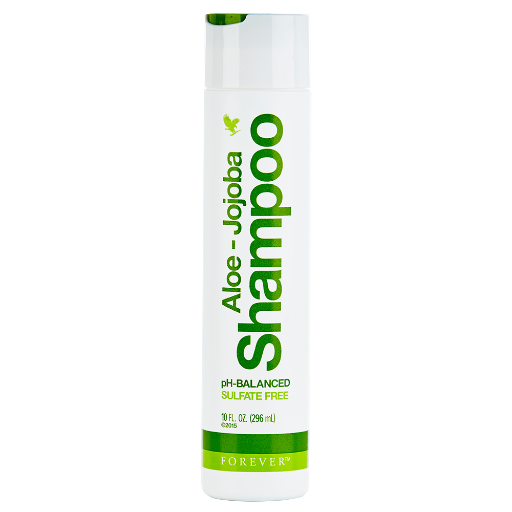 Aloe - Jojoba
Shampoo
pH-BALANCED
SULFATE FREE
10 FL. OZ. (296 mL)
©2015
FOREVER™